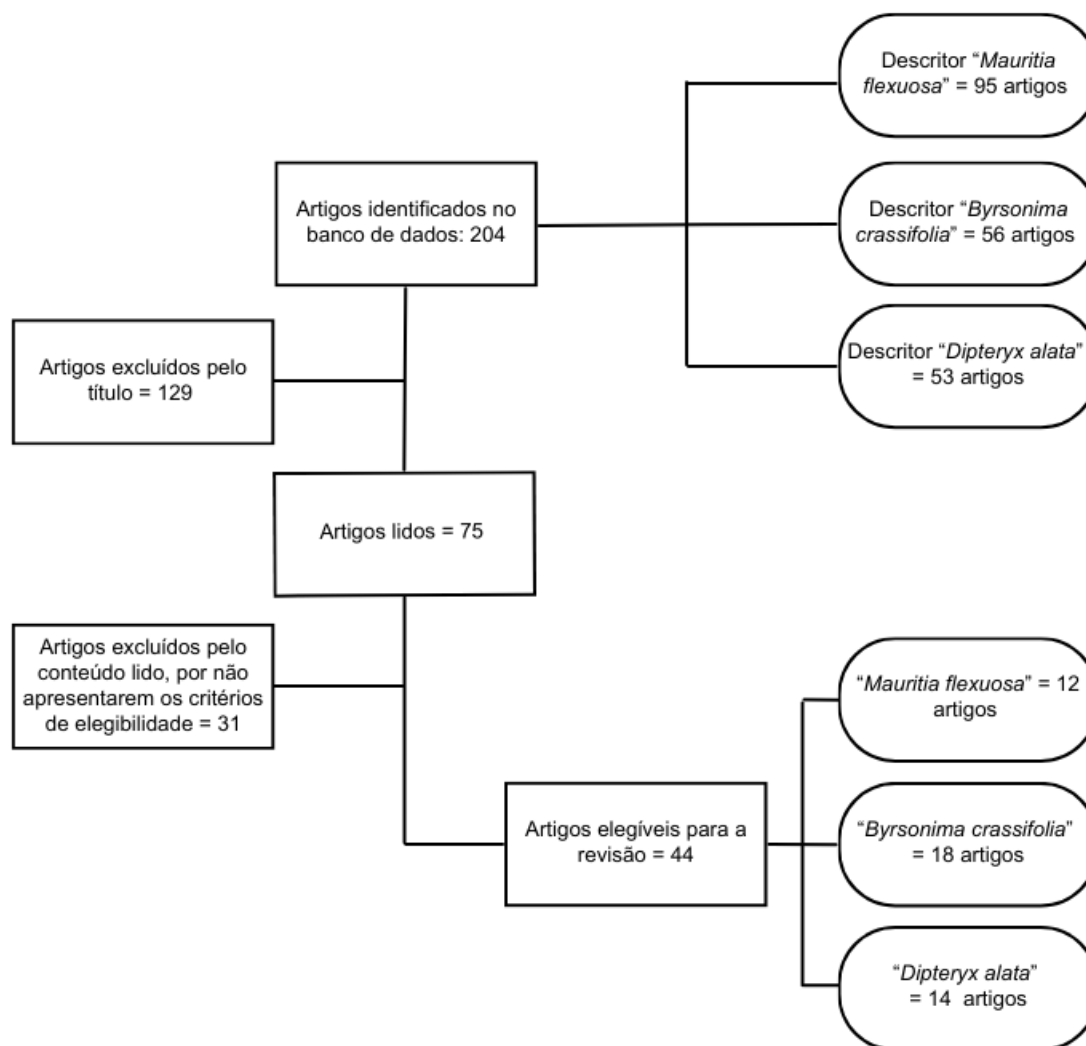 Descritor “Mauritia
flexuosa” = 95 artigos
Artigos identificados no
banco de dados: 204
Descritor “Byrsonima
crassifolia” = 56 artigos
Descritor “Dipteryx alata”
= 53 artigos
Artigos excluídos pelo
título = 129
Artigos lidos = 75
Artigos excluídos pelo
conteúdo lido, por não
apresentarem os critérios
de elegibilidade = 31
“Mauritia flexuosa” = 12
artigos
Artigos elegíveis para a
revisão = 44
“Byrsonima crassifolia”
= 18 artigos
“Dipteryx alata”
= 14 artigos